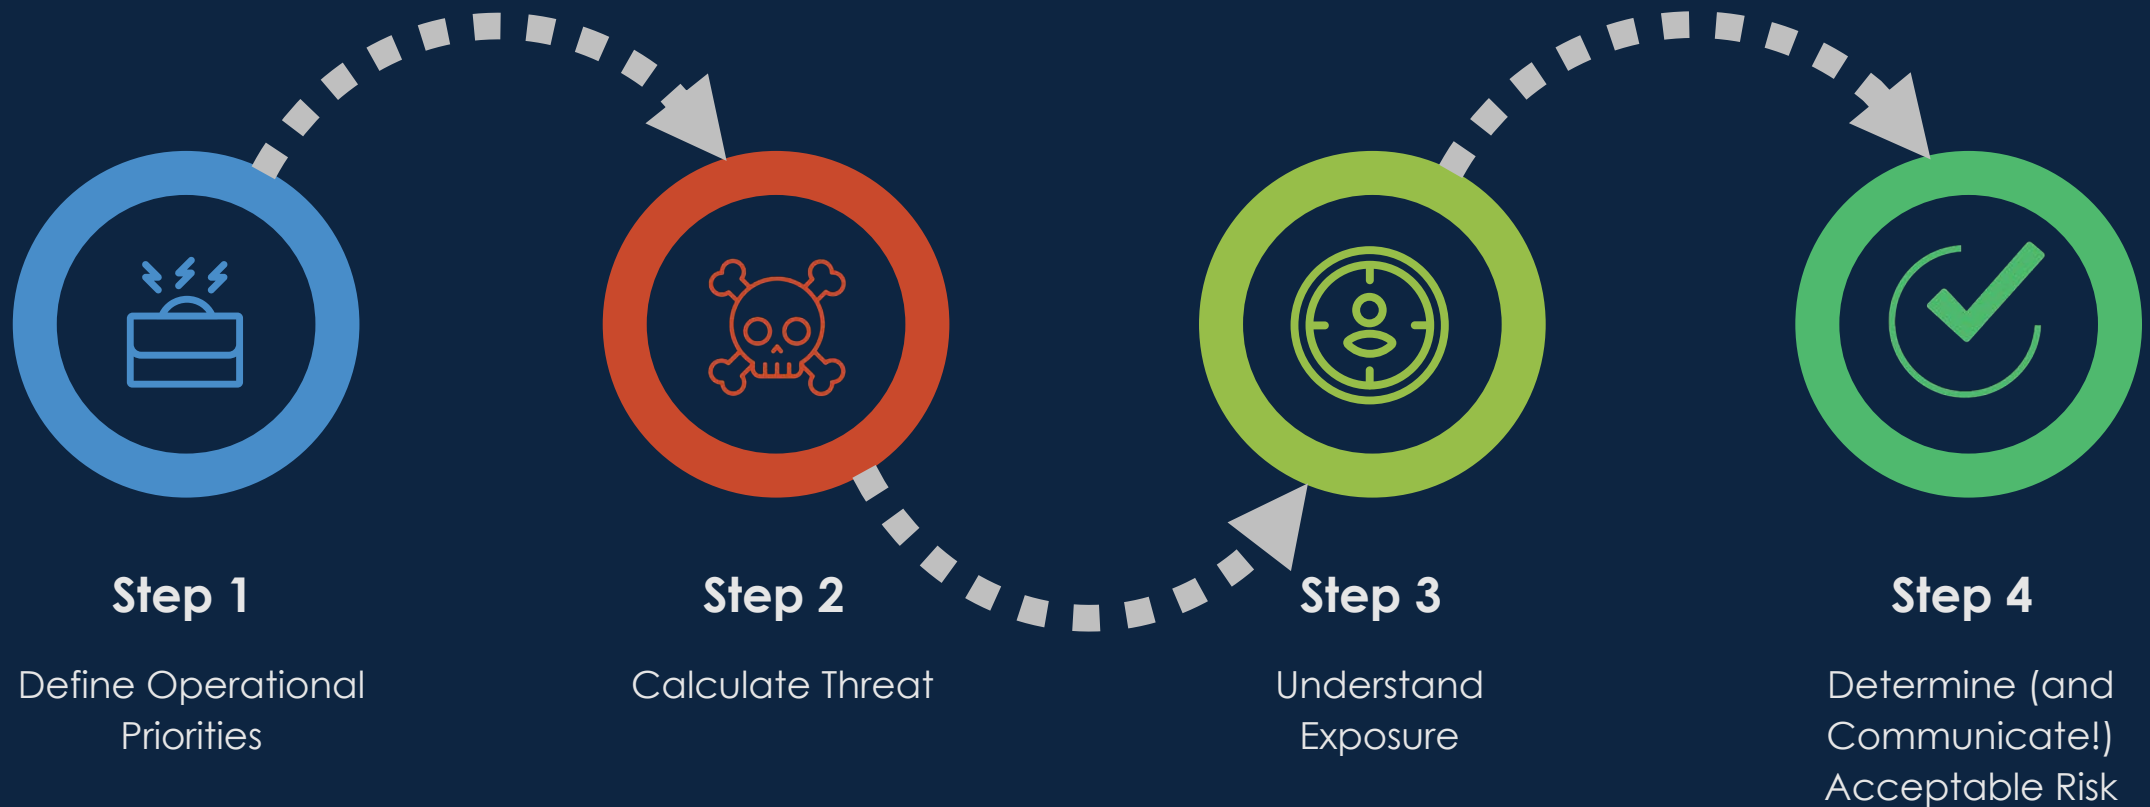 Step 1
Define Operational
Priorities
Step 2
Calculate Threat
Step 3
Understand
Exposure
Step 4
Determine (and
Communicate!)
Acceptable Risk